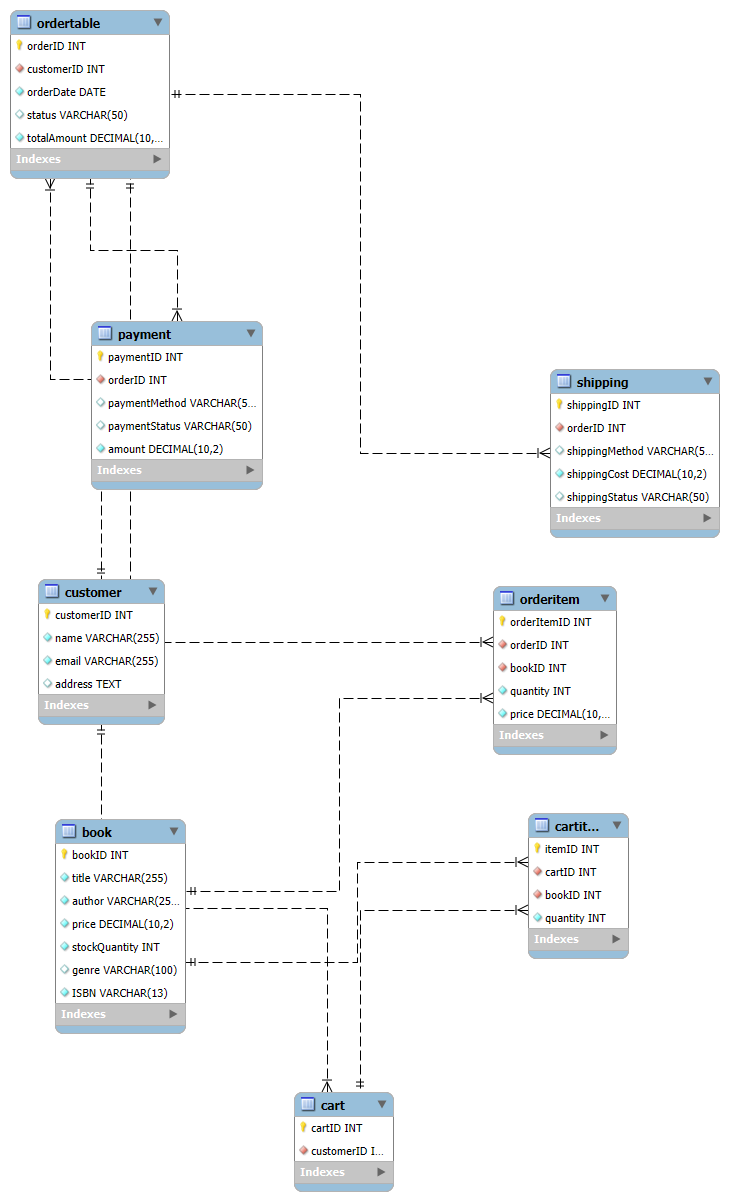 ordertable
orderID INT
customerID INT
orderDate DATE
status VARCHAR(50)
totalAmount DECIMAL(10,...
Indexes
payment
paymentID INT
orderID INT
paymentMethod VARCHAR(5...
paymentStatus VARCHAR(50)
amount DECIMAL(10,2)
Indexes
shipping
shippingID INT
orderID INT
shippingMethod VARCHAR(5...
shippingCost DECIMAL(10,2)
shippingStatus VARCHAR(50)
Indexes
customer
customerID INT
name VARCHAR(255)
email VARCHAR(255)
address TEXT
Indexes
orderitem
orderItemID INT
orderID INT
bookID INT
quantity INT
price DECIMAL(10,...
Indexes
book
bookID INT
title VARCHAR(255)
author VARCHAR(25...
price DECIMAL(10,2)
stockQuantity INT
genre VARCHAR(100)
ISBN VARCHAR(13)
Indexes
cartit...
itemID INT
cartID INT
bookID INT
quantity INT
Indexes
cart
cartID INT
customerID I...
Indexes